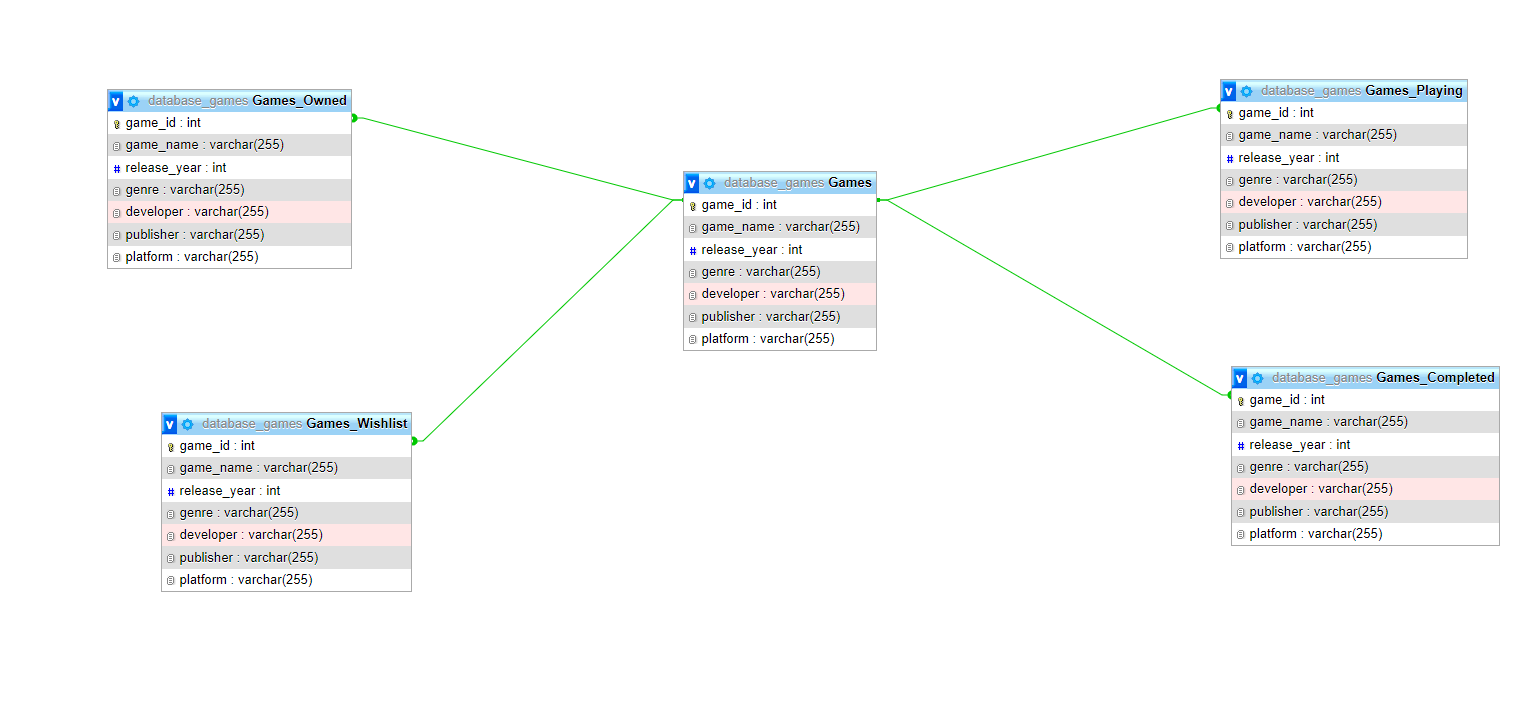 v database_games Games_Owned
game_id : int
game_name : varchar(255)
# release_year : int
genre : varchar(255)
developer : varchar(255)
publisher : varchar(255)
platform : varchar(255)
v database_games Games_Playing
game_id : int
game_name : varchar(255)
# release_year : int
genre : varchar(255)
developer : varchar(255)
publisher : varchar(255)
platform : varchar(255)
v database_games Games
game_id : int
game_name : varchar(255)
# release_year : int
genre : varchar(255)
developer : varchar(255)
publisher : varchar(255)
platform : varchar(255)
v database_games Games_Completed
game_id : int
game_name : varchar(255)
# release_year : int
genre : varchar(255)
developer : varchar(255)
publisher : varchar(255)
platform : varchar(255)
v database_games Games_Wishlist
game_id : int
game_name : varchar(255)
# release_year : int
genre : varchar(255)
developer : varchar(255)
publisher : varchar(255)
platform : varchar(255)